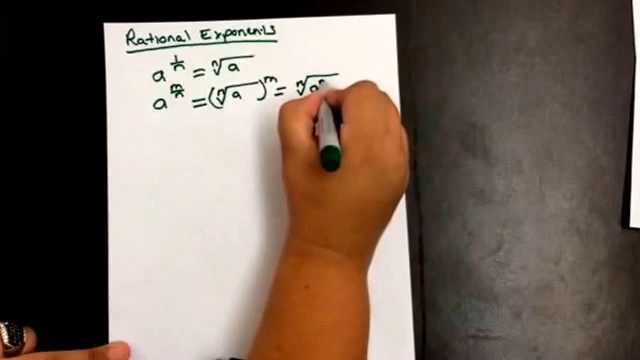 Rational Exponents
a^(1/n) = ⁿ√a
a^(m/n) = (ⁿ√a)^m = ⁿ√a